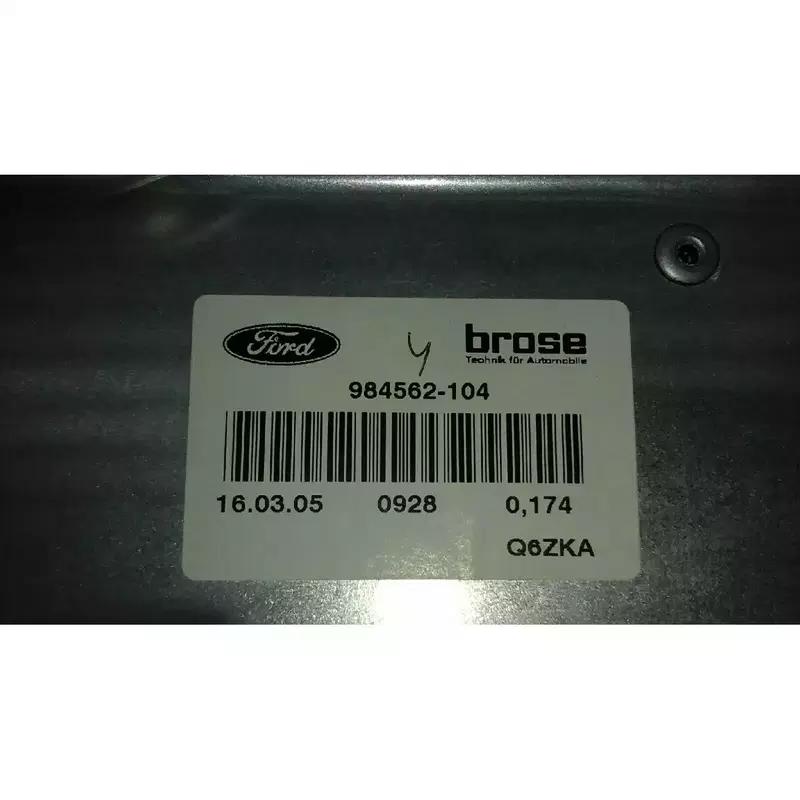 Ford y brose
Technik für Automobile
984562-104
16.03.05 0928 0,174
Q6ZKA